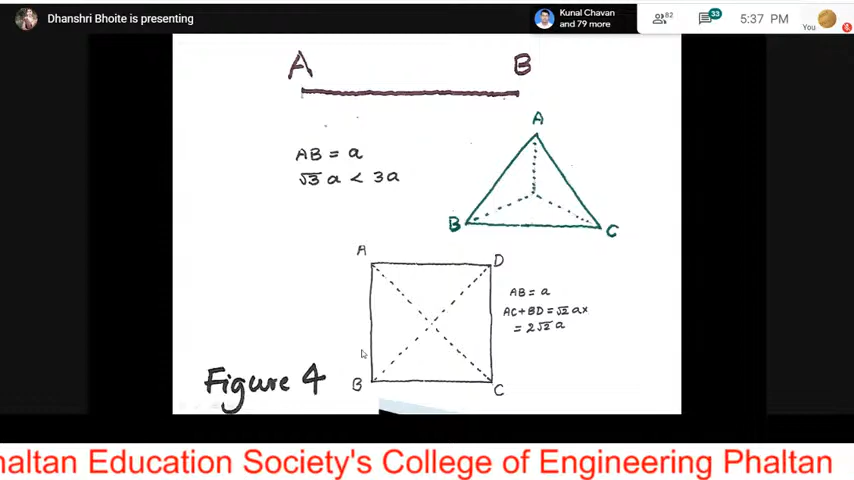 Dhanshri Bhoite is presenting
Kunal Chavan
and 79 more
82
33
5:37 PM
You
A B
AB = a
√3 a < 3a
A
B
C
A
D
AB = a
AC+BD = √2 ax
= 2√2 a
B
C
Figure 4
haltan Education Society's College of Engineering Phaltan